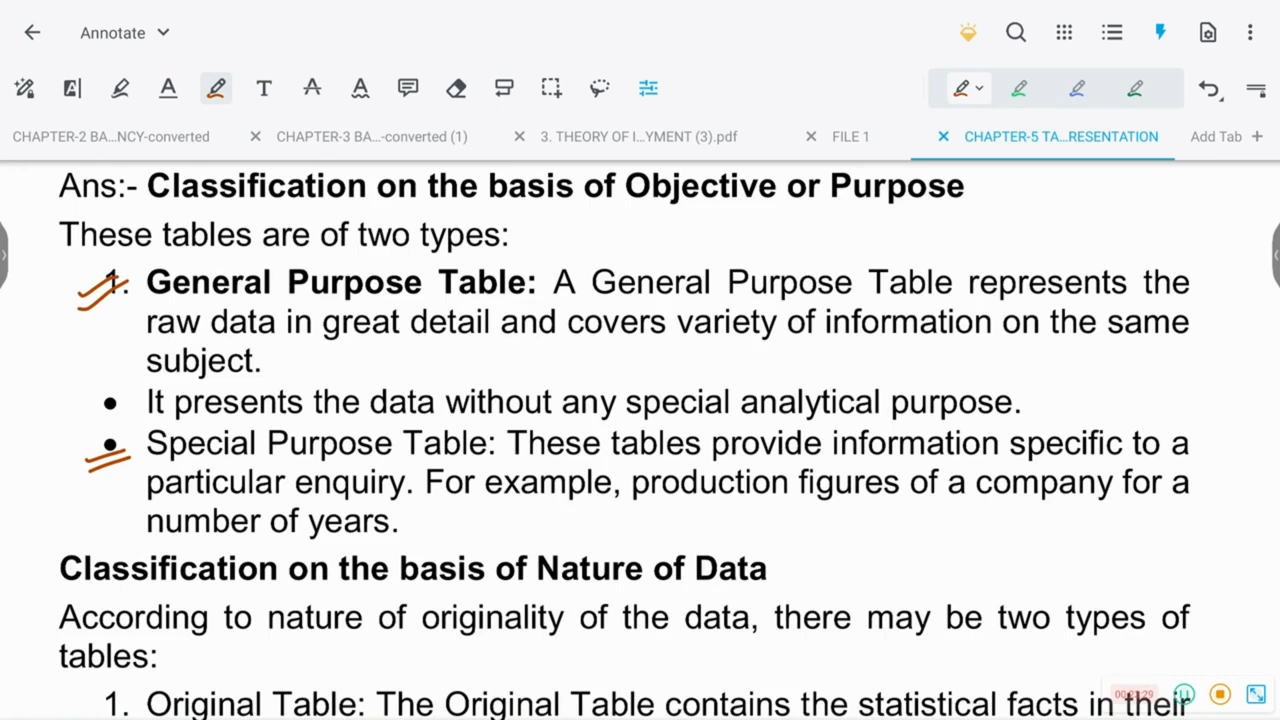 Annotate
CHAPTER-2 BA...NCY-converted
CHAPTER-3 BA...-converted (1)
3. THEORY OF I...YMENT (3).pdf
FILE 1
CHAPTER-5 TA...RESENTATION
Add Tab +
Ans:- Classification on the basis of Objective or Purpose
These tables are of two types:
1. General Purpose Table: A General Purpose Table represents the
raw data in great detail and covers variety of information on the same
subject.
• It presents the data without any special analytical purpose.
• Special Purpose Table: These tables provide information specific to a
particular enquiry. For example, production figures of a company for a
number of years.
Classification on the basis of Nature of Data
According to nature of originality of the data, there may be two types of
tables:
1. Original Table: The Original Table contains the statistical facts in their